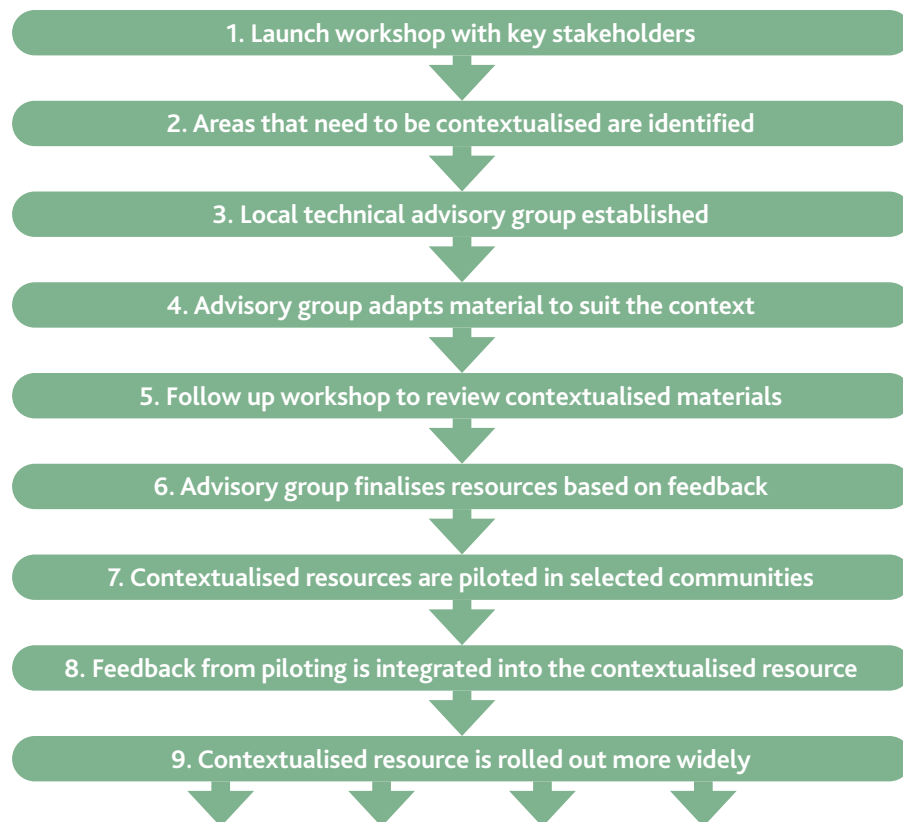 1. Launch workshop with key stakeholders
2. Areas that need to be contextualised are identified
3. Local technical advisory group established
4. Advisory group adapts material to suit the context
5. Follow up workshop to review contextualised materials
6. Advisory group finalises resources based on feedback
7. Contextualised resources are piloted in selected communities
8. Feedback from piloting is integrated into the contextualised resource
9. Contextualised resource is rolled out more widely